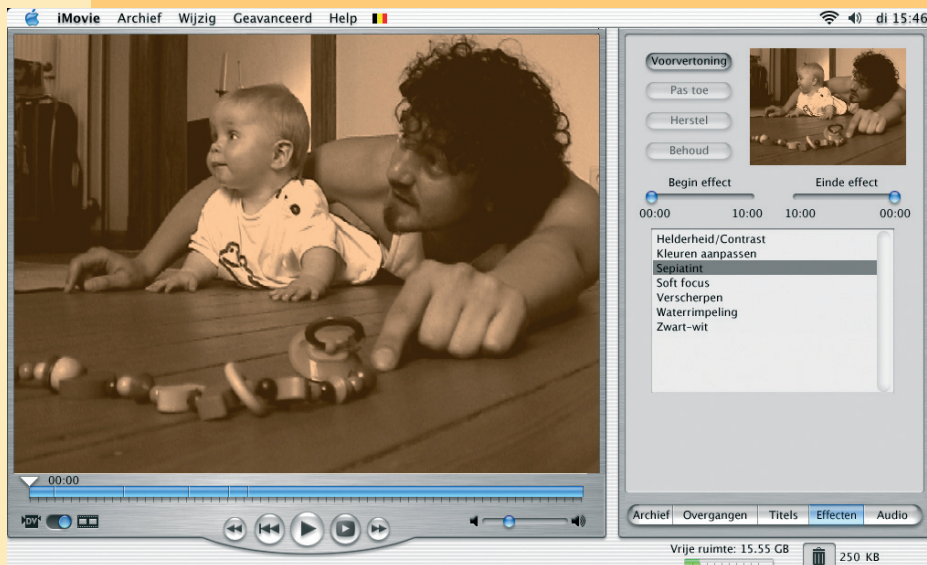 iMovie Archief Wijzig Geavanceerd Help di 15:46
Voorvertoning
Pas toe
Herstel
Behoud
Begin effect Einde effect
00:00 10:00 10:00 00:00
Helderheid/Contrast
Kleuren aanpassen
Sepiatint
Soft focus
Verscherpen
Waterrimpeling
Zwart-wit
00:00
DV
Archief Overgangen Titels Effecten Audio
Vrije ruimte: 15.55 GB
250 KB